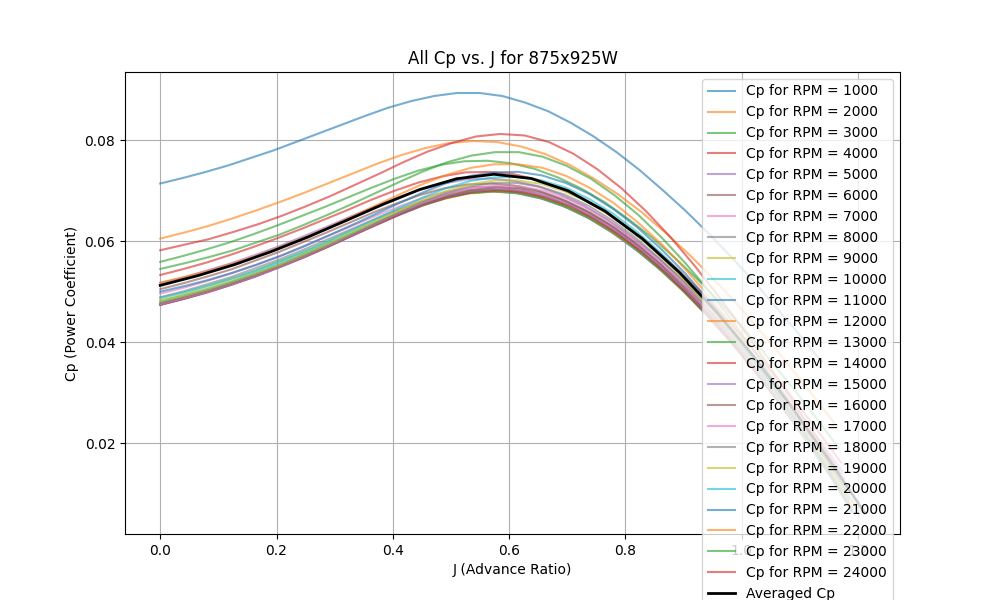 All Cp vs. J for 875x925W
Cp (Power Coefficient)
0.08
0.06
0.04
0.02
0.0
0.2
0.4
0.6
0.8
1.0
J (Advance Ratio)
Cp for RPM = 1000
Cp for RPM = 2000
Cp for RPM = 3000
Cp for RPM = 4000
Cp for RPM = 5000
Cp for RPM = 6000
Cp for RPM = 7000
Cp for RPM = 8000
Cp for RPM = 9000
Cp for RPM = 10000
Cp for RPM = 11000
Cp for RPM = 12000
Cp for RPM = 13000
Cp for RPM = 14000
Cp for RPM = 15000
Cp for RPM = 16000
Cp for RPM = 17000
Cp for RPM = 18000
Cp for RPM = 19000
Cp for RPM = 20000
Cp for RPM = 21000
Cp for RPM = 22000
Cp for RPM = 23000
Cp for RPM = 24000
Averaged Cp